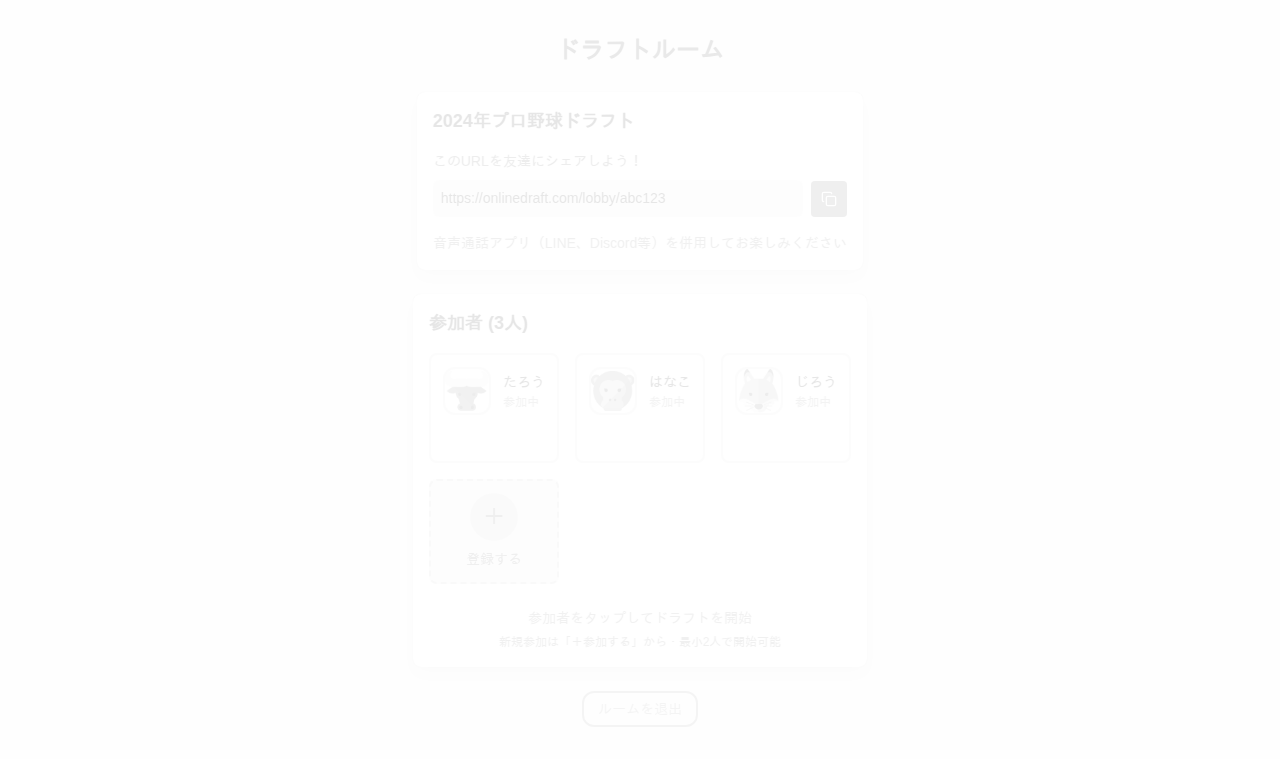 ドラフトルーム
2024年プロ野球ドラフト
このURLを友達にシェアしよう！
https://onlinedraft.com/lobby/abc123
音声通話アプリ（LINE、Discord等）を併用してお楽しみください
参加者 (3人)
たろう
参加中
はなこ
参加中
じろう
参加中
登録する
参加者をタップしてドラフトを開始
新規参加は「＋参加する」から・最小2人で開始可能
ルームを退出